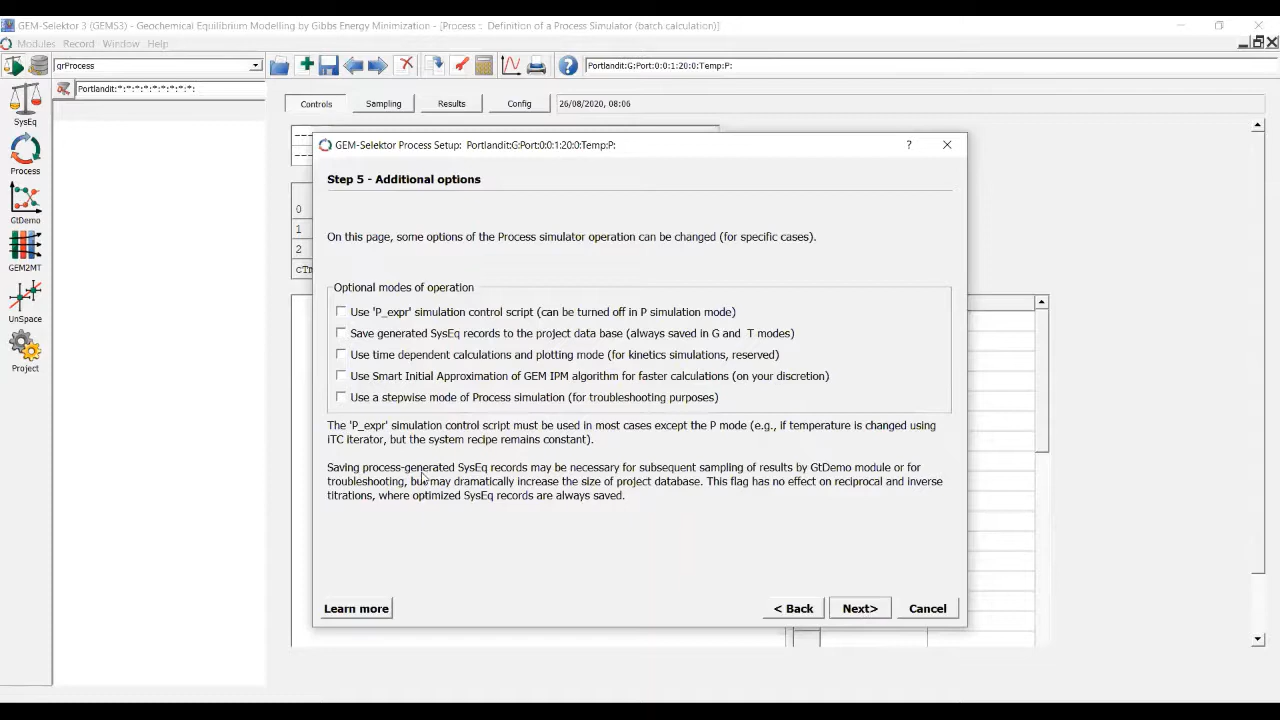 GEM-Selektor 3 (GEMS3) - Geochemical Equilibrium Modelling by Gibbs Energy Minimization - [Process :: Definition of a Process Simulator (batch calculation)]
Modules Record Window Help
qrProcess
Portlandit:G:Port:0:0:1:20:0:Temp:P:
Portlandit:*:*:*:*:*:*:*:*:
Controls Sampling Results Config 26/08/2020, 08:06
SysEq
Process
GtDemo
GEM2MT
UnSpace
Project
0
1
2
cTm
GEM-Selektor Process Setup: Portlandit:G:Port:0:0:1:20:0:Temp:P:
Step 5 - Additional options
On this page, some options of the Process simulator operation can be changed (for specific cases).
Optional modes of operation
Use 'P_expr' simulation control script (can be turned off in P simulation mode)
Save generated SysEq records to the project data base (always saved in G and T modes)
Use time dependent calculations and plotting mode (for kinetics simulations, reserved)
Use Smart Initial Approximation of GEM IPM algorithm for faster calculations (on your discretion)
Use a stepwise mode of Process simulation (for troubleshooting purposes)
The 'P_expr' simulation control script must be used in most cases except the P mode (e.g., if temperature is changed using
iTC iterator, but the system recipe remains constant).
Saving process-generated SysEq records may be necessary for subsequent sampling of results by GtDemo module or for
troubleshooting, but may dramatically increase the size of project database. This flag has no effect on reciprocal and inverse
titrations, where optimized SysEq records are always saved.
Learn more < Back Next> Cancel